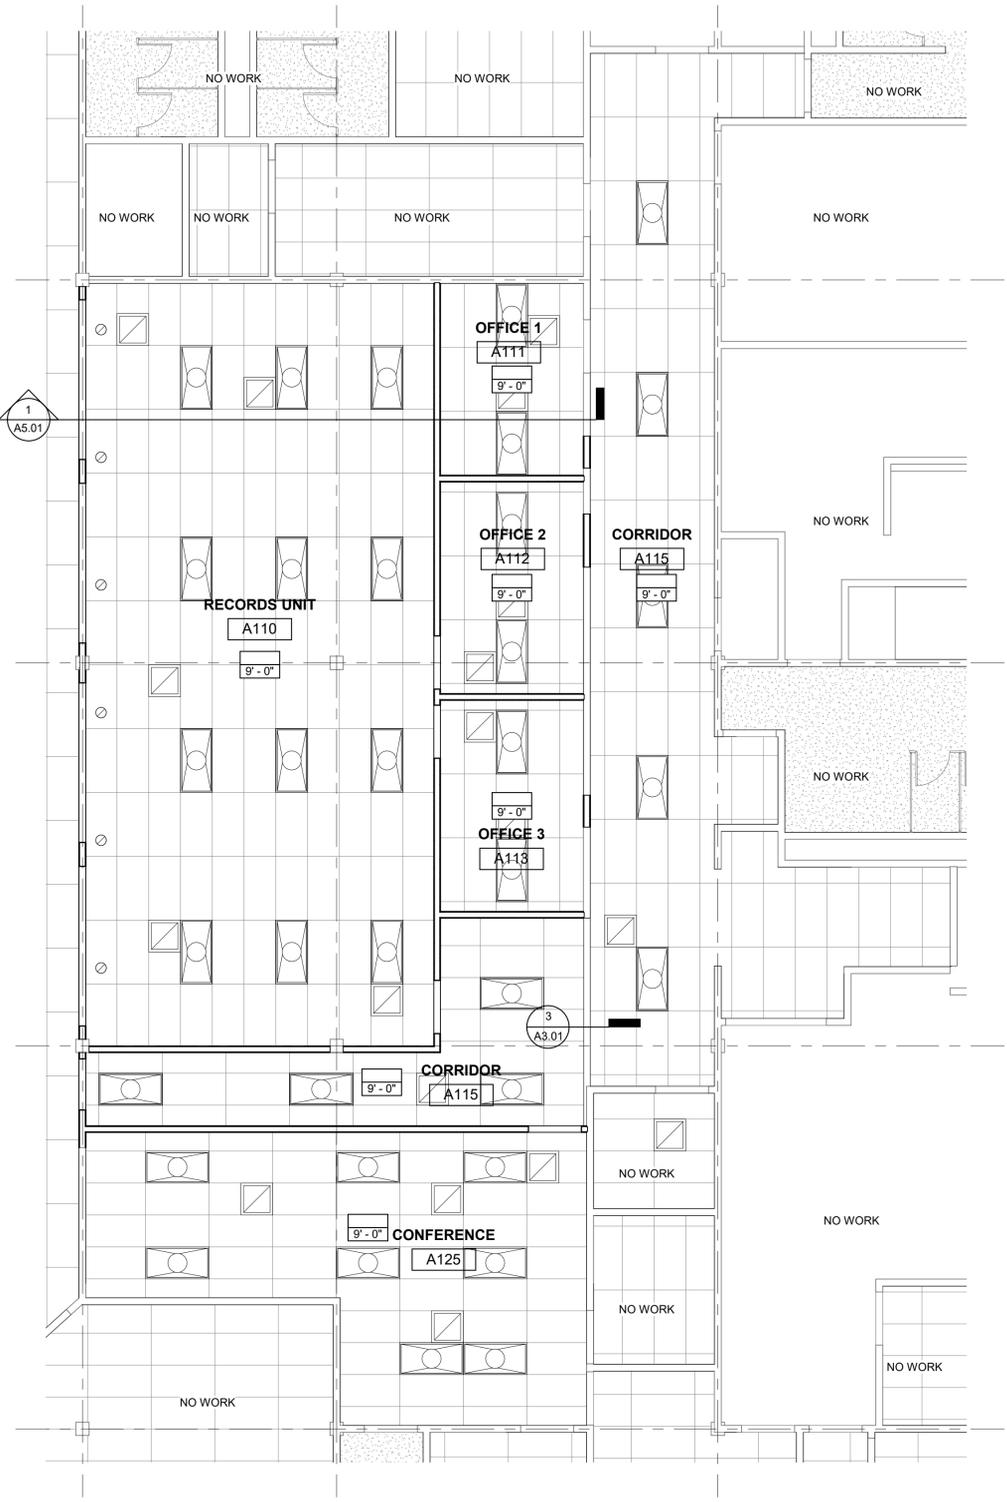 NO WORK
NO WORK
NO WORK
NO WORK
NO WORK
NO WORK
NO WORK
OFFICE 1
A111
9' - 0"
1
A5.01
NO WORK
OFFICE 2
A112
9' - 0"
CORRIDOR
A115
9' - 0"
RECORDS UNIT
A110
9' - 0"
NO WORK
9' - 0"
OFFICE 3
A113
3
A3.01
CORRIDOR
9' - 0"
A115
NO WORK
NO WORK
9' - 0"
CONFERENCE
A125
NO WORK
NO WORK
NO WORK